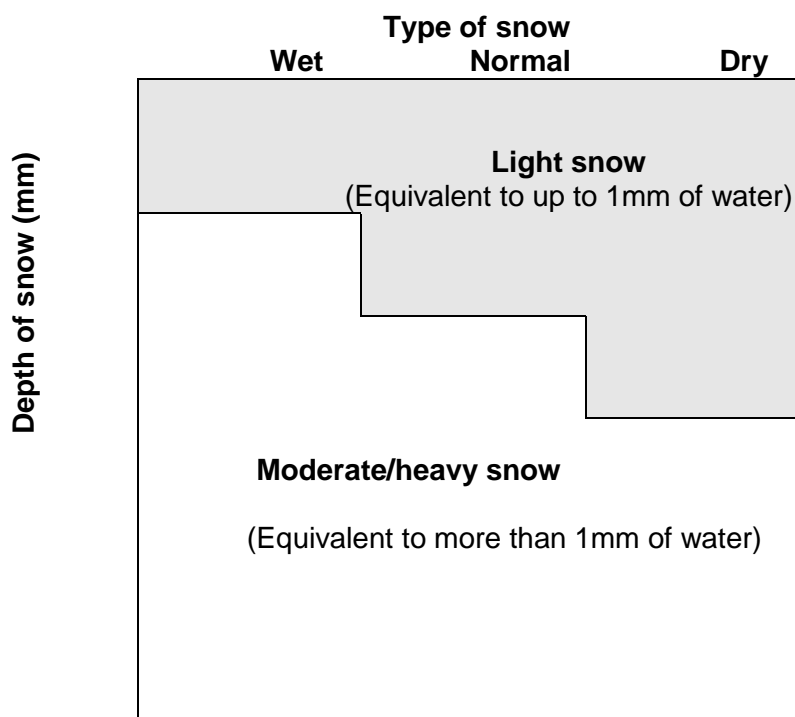 Type of snow
Wet Normal Dry
Depth of snow (mm)
Light snow
(Equivalent to up to 1mm of water)
Moderate/heavy snow
(Equivalent to more than 1mm of water)